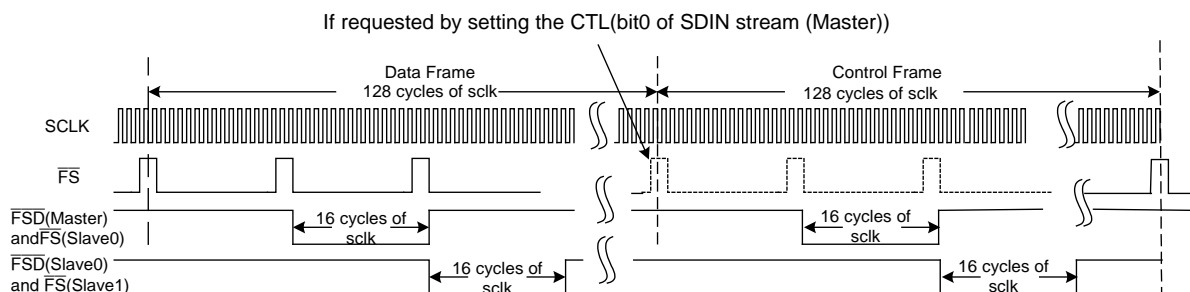 If requested by setting the CTL(bit0 of SDIN stream (Master))
Data Frame
128 cycles of sclk
Control Frame
128 cycles of sclk
SCLK
FS
FSD(Master)
andFS(Slave0)
16 cycles of
sclk
16 cycles of
sclk
FSD(Slave0)
and FS(Slave1)
16 cycles of
sclk
16 cycles of
sclk